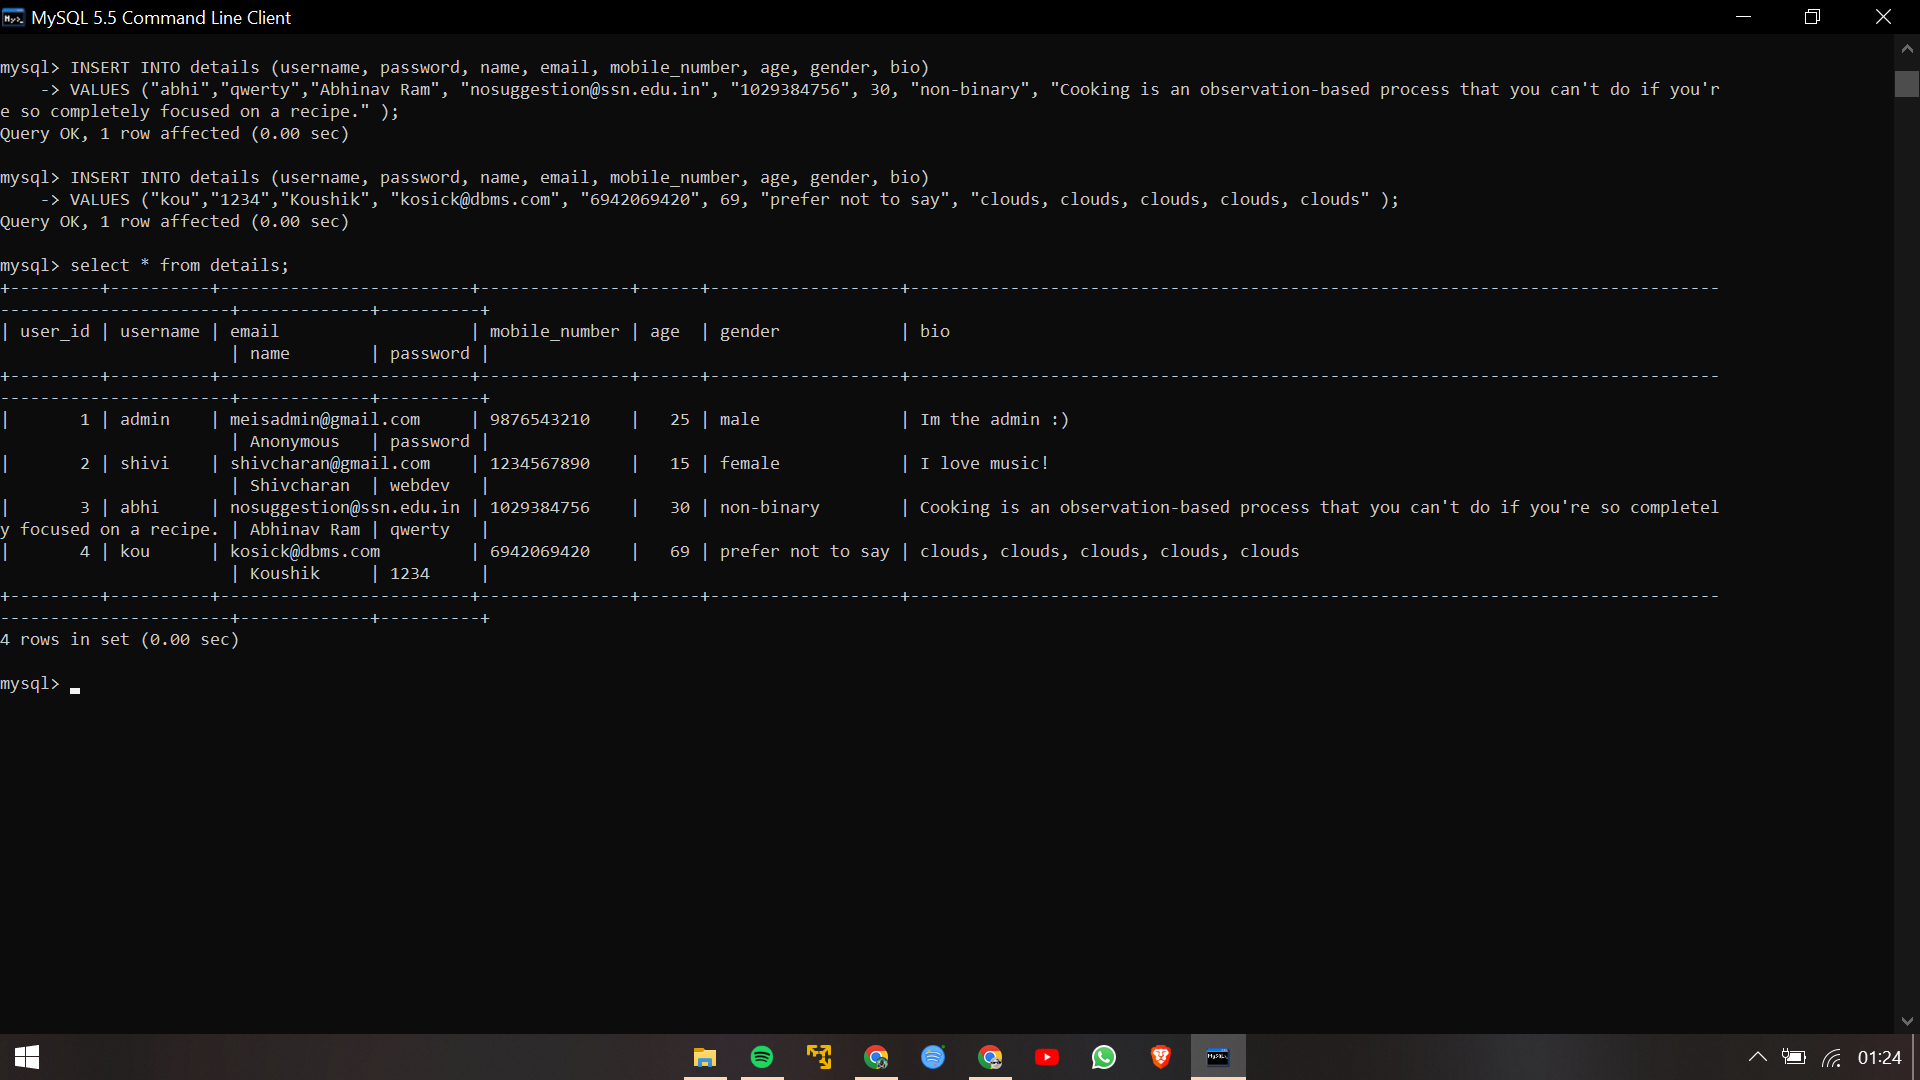 MySQL 5.5 Command Line Client
mysql> INSERT INTO details (username, password, name, email, mobile_number, age, gender, bio)
    -> VALUES ("abhi","qwerty","Abhinav Ram", "nosuggestion@ssn.edu.in", "1029384756", 30, "non-binary", "Cooking is an observation-based process that you can't do if you'r
e so completely focused on a recipe." );
Query OK, 1 row affected (0.00 sec)
mysql> INSERT INTO details (username, password, name, email, mobile_number, age, gender, bio)
    -> VALUES ("kou","1234","Koushik", "kosick@dbms.com", "6942069420", 69, "prefer not to say", "clouds, clouds, clouds, clouds, clouds" );
Query OK, 1 row affected (0.00 sec)
mysql> select * from details;
+---------+----------+-------------------------+---------------+------+-------------------+---------------------------------------------------------------------------------
-----------------------+-------------+----------+
| user_id | username | email                   | mobile_number | age  | gender            | bio
                       | name        | password |
+---------+----------+-------------------------+---------------+------+-------------------+---------------------------------------------------------------------------------
-----------------------+-------------+----------+
|       1 | admin    | meisadmin@gmail.com     | 9876543210    |   25 | male              | Im the admin :)
                       | Anonymous   | password |
|       2 | shivi    | shivcharan@gmail.com    | 1234567890    |   15 | female            | I love music!
                       | Shivcharan  | webdev   |
|       3 | abhi     | nosuggestion@ssn.edu.in | 1029384756    |   30 | non-binary        | Cooking is an observation-based process that you can't do if you're so completel
y focused on a recipe. | Abhinav Ram | qwerty   |
|       4 | kou      | kosick@dbms.com         | 6942069420    |   69 | prefer not to say | clouds, clouds, clouds, clouds, clouds
                       | Koushik     | 1234     |
+---------+----------+-------------------------+---------------+------+-------------------+---------------------------------------------------------------------------------
-----------------------+-------------+----------+
4 rows in set (0.00 sec)
mysql>
01:24